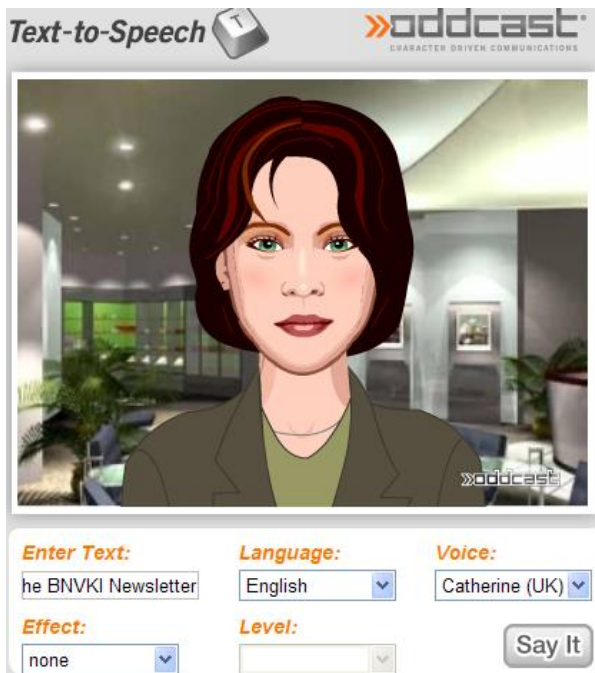 Text-to-Speech T
»oddcast
CHARACTER DRIVEN COMMUNICATIONS
»oddcast
Enter Text: Language: Voice:
he BNVKI Newsletter English Catherine (UK)
Effect: Level:
none Say It